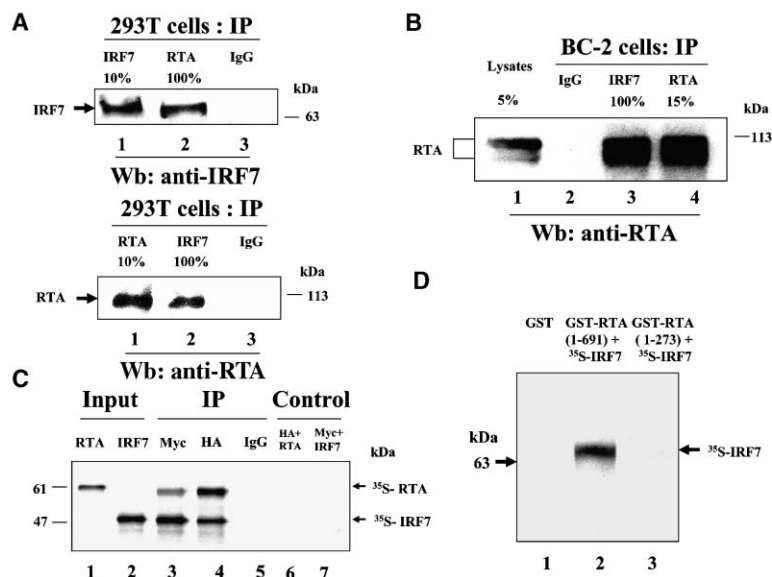 A
293T cells : IP
IRF7 RTA IgG
10% 100%
kDa
IRF7
63
1 2 3
Wb: anti-IRF7
293T cells : IP
RTA IRF7 IgG
10% 100%
kDa
RTA
113
1 2 3
Wb: anti-RTA
B
BC-2 cells: IP
Lysates IgG IRF7 RTA
5% 100% 15%
kDa
113
RTA
1 2 3 4
Wb: anti-RTA
C
Input IP Control
RTA IRF7 Myc HA IgG HA+ RTA Myc+ IRF7
kDa
61 ³⁵S- RTA
47 ³⁵S- IRF7
1 2 3 4 5 6 7
D
GST GST-RTA GST-RTA
(1-691) + ( 1-273) +
³⁵S-IRF7 ³⁵S-IRF7
kDa
63
³⁵S-IRF7
1 2 3